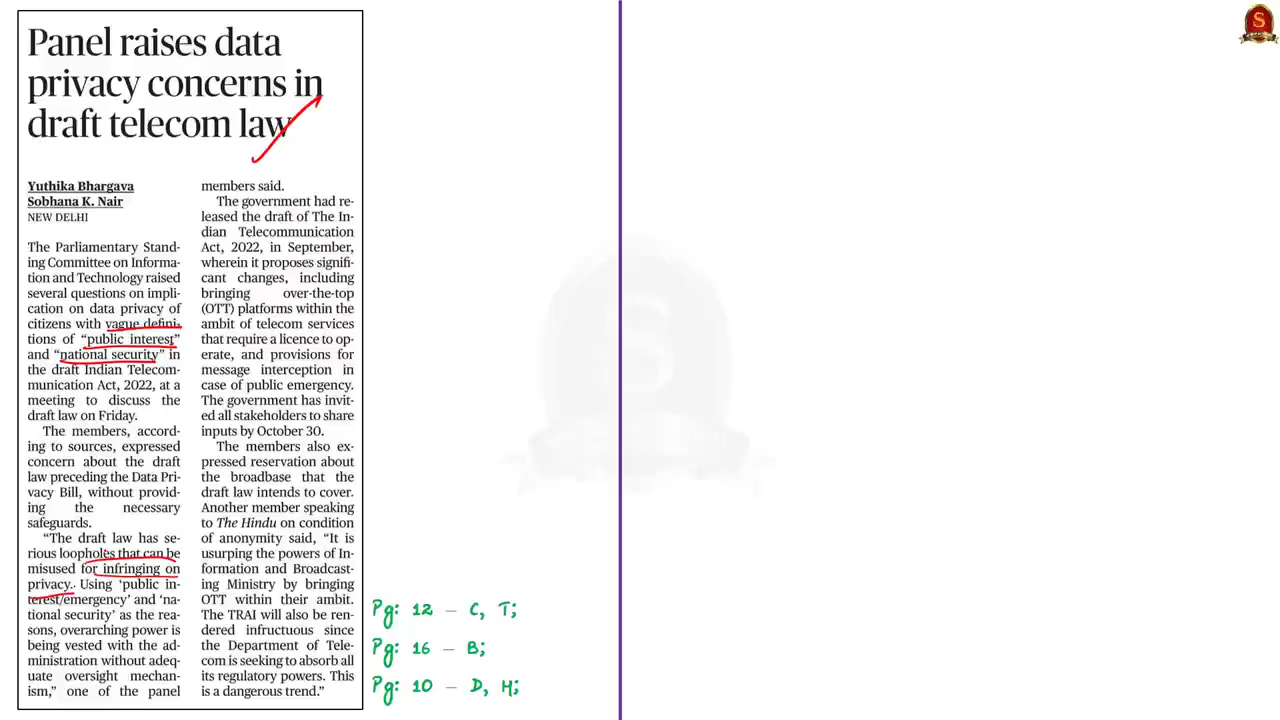 Panel raises data
privacy concerns in
draft telecom law
Yuthika Bhargava
Sobhana K. Nair
NEW DELHI
The Parliamentary Stand-
ing Committee on Informa-
tion and Technology raised
several questions on impli-
cation on data privacy of
citizens with vague defini-
tions of “public interest”
and “national security” in
the draft Indian Telecom-
munication Act, 2022, at a
meeting to discuss the
draft law on Friday.
The members, accord-
ing to sources, expressed
concern about the draft
law preceding the Data Pri-
vacy Bill, without provid-
ing the necessary
safeguards.
“The draft law has se-
rious loopholes that can be
misused for infringing on
privacy. Using ‘public in-
terest/emergency’ and ‘na-
tional security’ as the rea-
sons, overarching power is
being vested with the ad-
ministration without adeq-
uate oversight mechan-
ism,” one of the panel
members said.
The government had re-
leased the draft of The In-
dian Telecommunication
Act, 2022, in September,
wherein it proposes signifi-
cant changes, including
bringing over-the-top
(OTT) platforms within the
ambit of telecom services
that require a licence to op-
erate, and provisions for
message interception in
case of public emergency.
The government has invit-
ed all stakeholders to share
inputs by October 30.
The members also ex-
pressed reservation about
the broadbase that the
draft law intends to cover.
Another member speaking
to The Hindu on condition
of anonymity said, “It is
usurping the powers of In-
formation and Broadcast-
ing Ministry by bringing
OTT within their ambit.
The TRAI will also be ren-
dered infructuous since
the Department of Tele-
com is seeking to absorb all
its regulatory powers. This
is a dangerous trend.”
Pg: 12 – C, T;
Pg: 16 – B;
Pg: 10 – D, H;
S
S